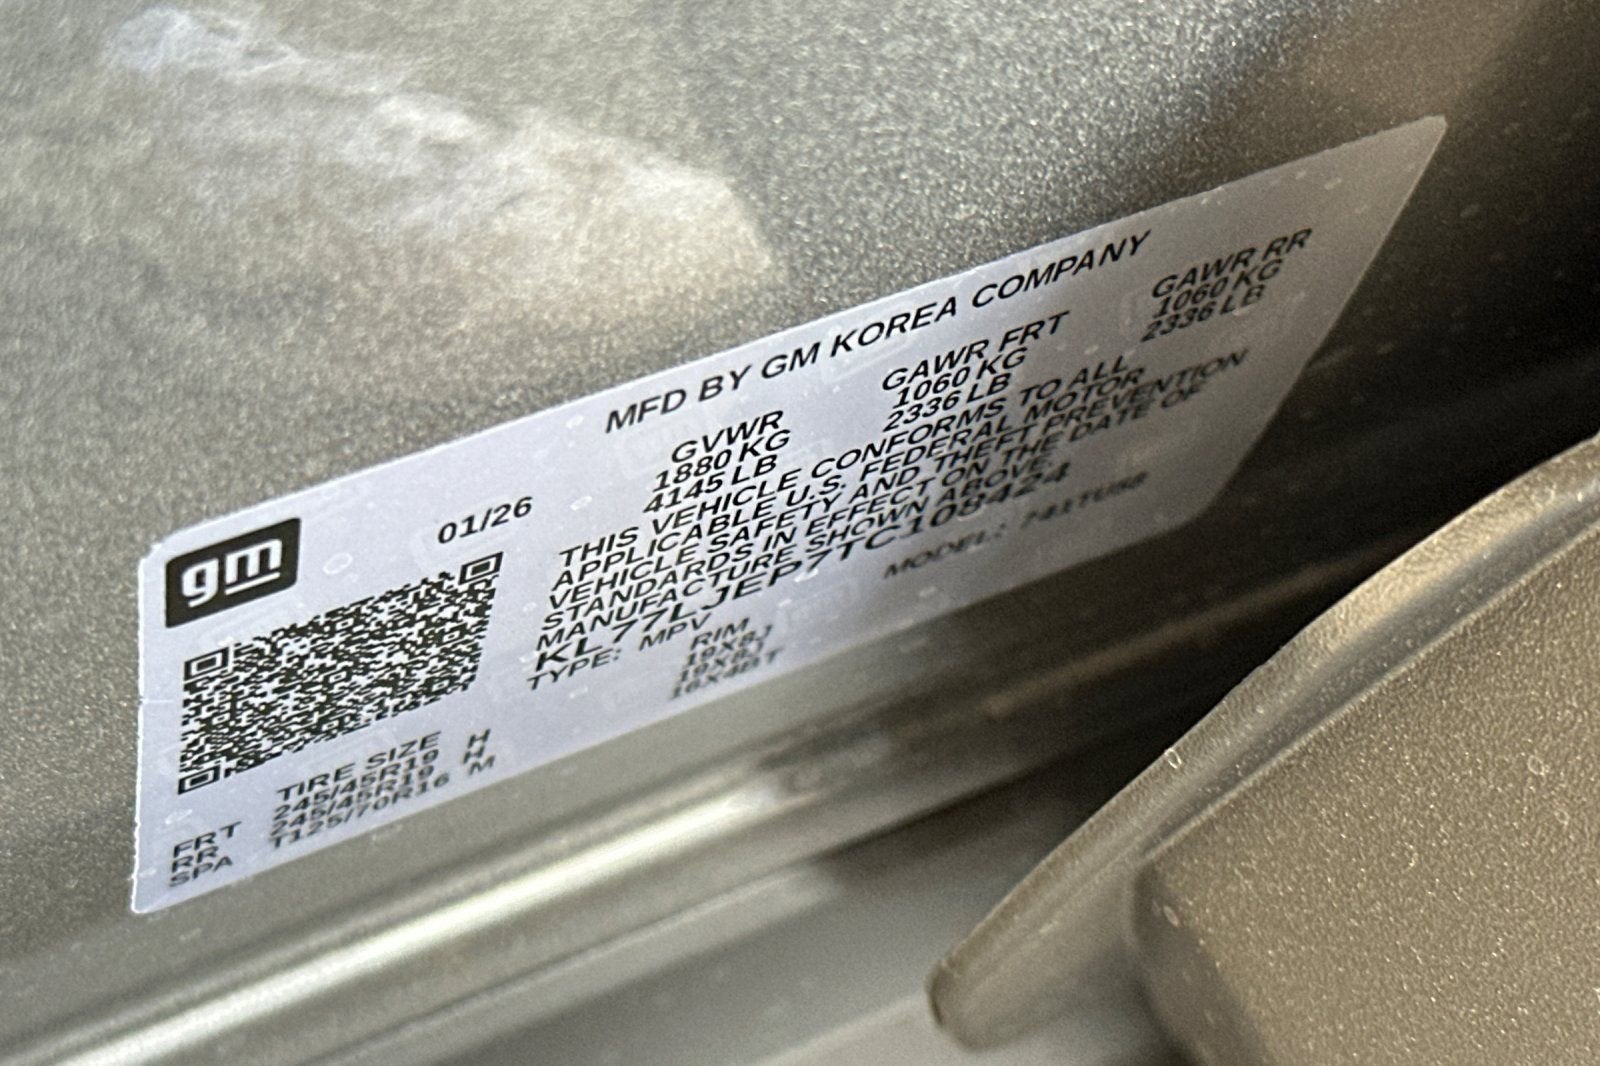 gm
MFD BY GM KOREA COMPANY
01/26
GVWR GAWR FRT GAWR RR
1880 KG 1060 KG 1060 KG
4145 LB 2336 LB 2336 LB
THIS VEHICLE CONFORMS TO ALL
APPLICABLE U.S. FEDERAL MOTOR
VEHICLE SAFETY AND THEFT PREVENTION
STANDARDS IN EFFECT ON THE DATE OF
MANUFACTURE SHOWN ABOVE.
KL77LJEP7TC108424
TYPE: MPV MODEL:
TIRE SIZE RIM
FRT 245/45R19 H 19X8J
RR 245/45R19 H 19X8J
SPA T125/70R16 M 16X4BT